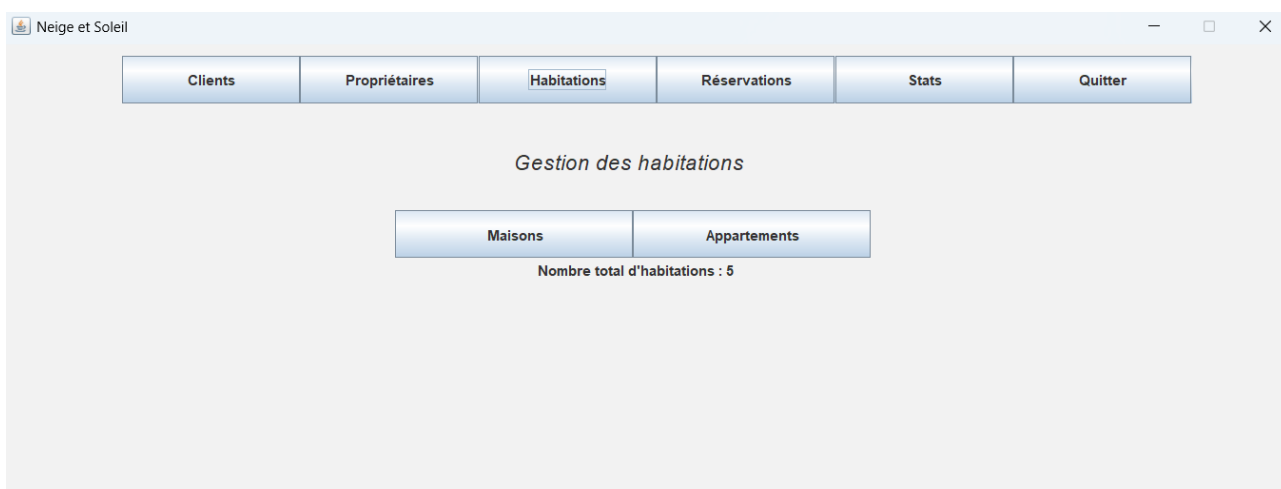 Neige et Soleil
Clients Propriétaires Habitations Réservations Stats Quitter
Gestion des habitations
Maisons Appartements
Nombre total d'habitations : 5